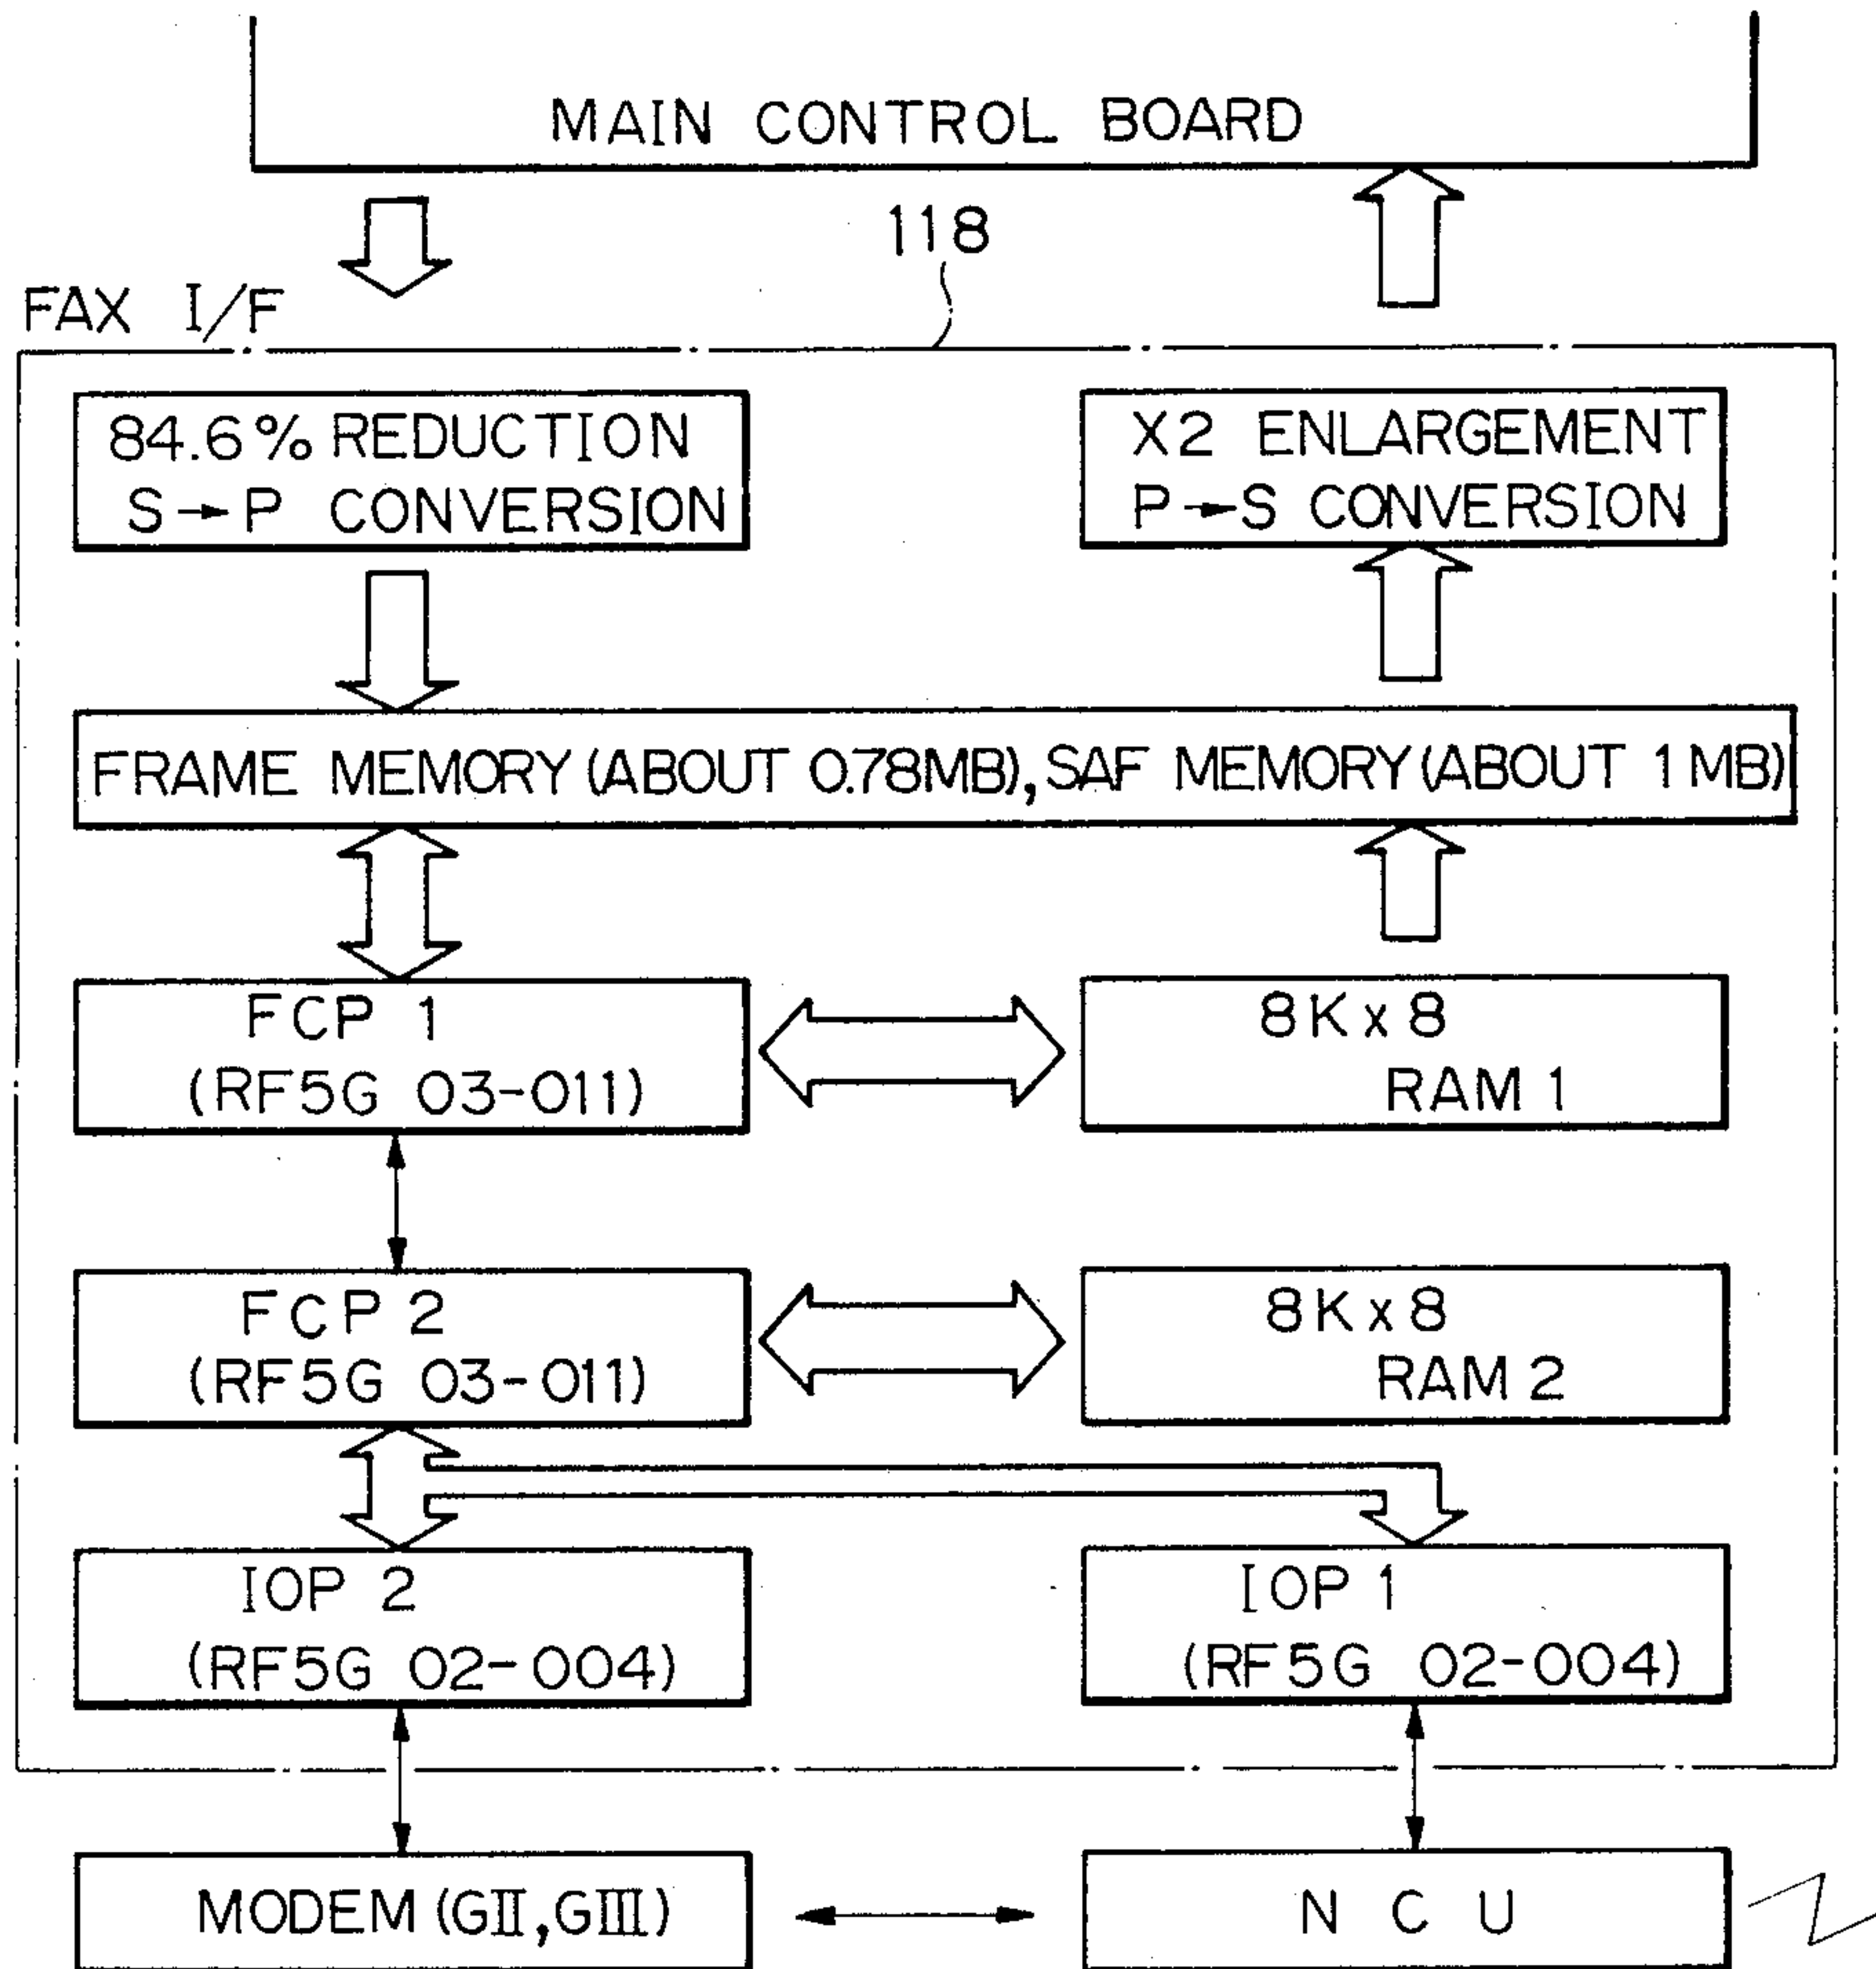 MAIN CONTROL BOARD
118
FAX I/F
84.6% REDUCTION
S→P CONVERSION
X2 ENLARGEMENT
P→S CONVERSION
FRAME MEMORY (ABOUT 0.78MB), SAF MEMORY (ABOUT 1 MB)
FCP 1
(RF5G 03-011)
8K x 8
RAM 1
FCP 2
(RF5G 03-011)
8K x 8
RAM 2
IOP 2
(RF5G 02-004)
IOP 1
(RF5G 02-004)
MODEM (GII, GIII)
N C U